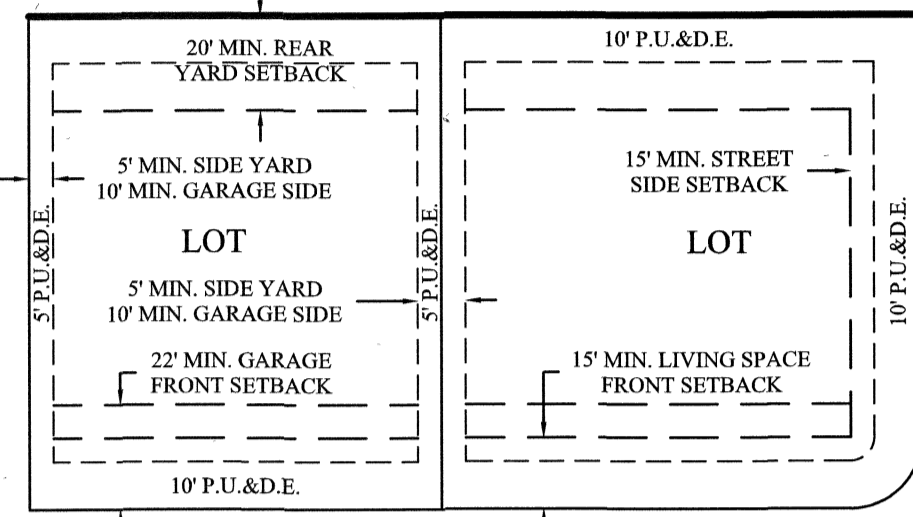 20' MIN. REAR
YARD SETBACK
10' P.U.&D.E.
5' MIN. SIDE YARD
10' MIN. GARAGE SIDE
15' MIN. STREET
SIDE SETBACK
LOT
LOT
5' P.U.&D.E.
5' P.U.&D.E.
10' P.U.&D.E.
5' MIN. SIDE YARD
10' MIN. GARAGE SIDE
22' MIN. GARAGE
FRONT SETBACK
15' MIN. LIVING SPACE
FRONT SETBACK
10' P.U.&D.E.